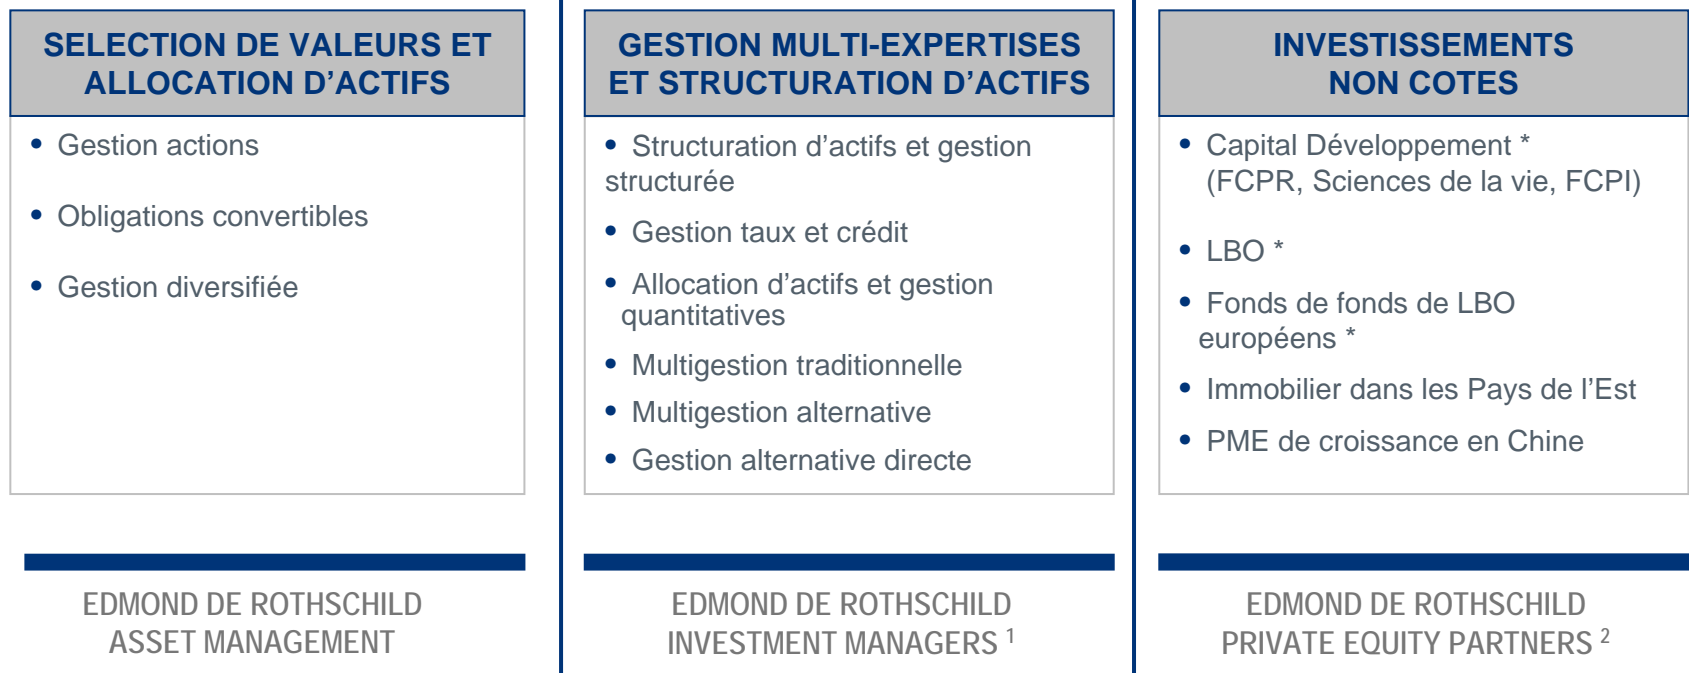 SELECTION DE VALEURS ET
ALLOCATION D’ACTIFS
• Gestion actions
• Obligations convertibles
• Gestion diversifiée
EDMOND DE ROTHSCHILD
ASSET MANAGEMENT
GESTION MULTI-EXPERTISES
ET STRUCTURATION D’ACTIFS
• Structuration d’actifs et gestion
structurée
• Gestion taux et crédit
• Allocation d’actifs et gestion
quantitatives
• Multigestion traditionnelle
• Multigestion alternative
• Gestion alternative directe
EDMOND DE ROTHSCHILD
INVESTMENT MANAGERS 1
INVESTISSEMENTS
NON COTES
• Capital Développement *
(FCPR, Sciences de la vie, FCPI)
• LBO *
• Fonds de fonds de LBO
européens *
• Immobilier dans les Pays de l’Est
• PME de croissance en Chine
EDMOND DE ROTHSCHILD
PRIVATE EQUITY PARTNERS 2